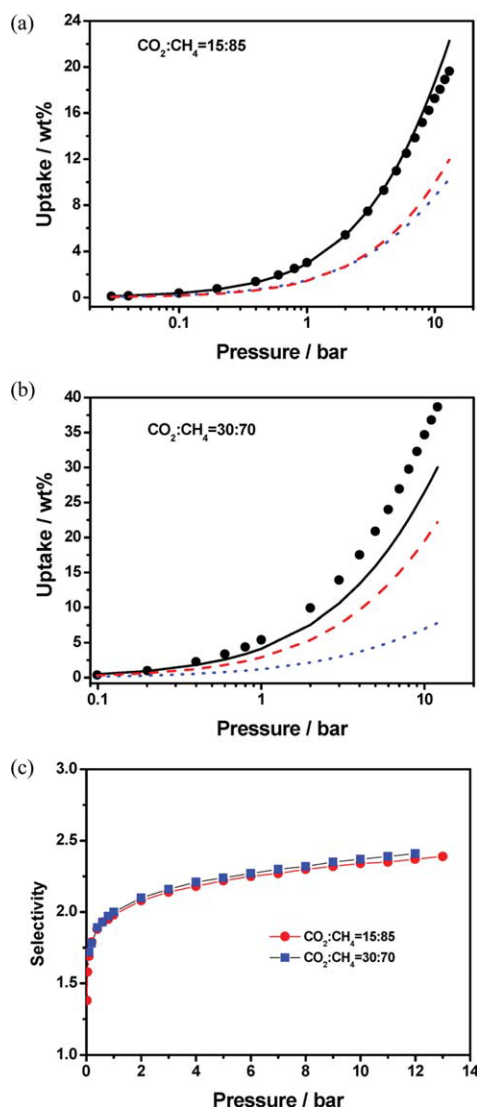 (a)
CO₂:CH₄=15:85
24
20
16
12
8
4
0
Uptake / wt%
0.1 1 10
Pressure / bar
(b)
CO₂:CH₄=30:70
40
35
30
25
20
15
10
5
0
Uptake / wt%
0.1 1 10
Pressure / bar
(c)
3.0
2.5
2.0
1.5
1.0
Selectivity
CO₂:CH₄=15:85
CO₂:CH₄=30:70
0 2 4 6 8 10 12 14
Pressure / bar